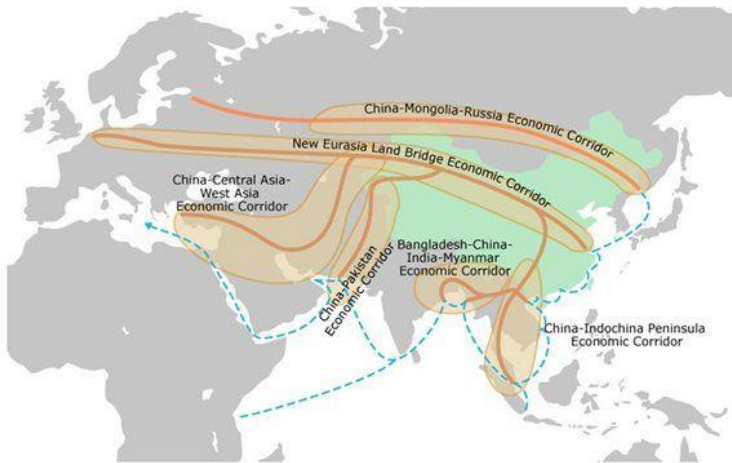 China-Mongolia-Russia Economic Corridor
New Eurasia Land Bridge Economic Corridor
China-Central Asia-
West Asia
Economic Corridor
China-Pakistan
Economic Corridor
Bangladesh-China-
India-Myanmar
Economic Corridor
China-Indochina Peninsula
Economic Corridor